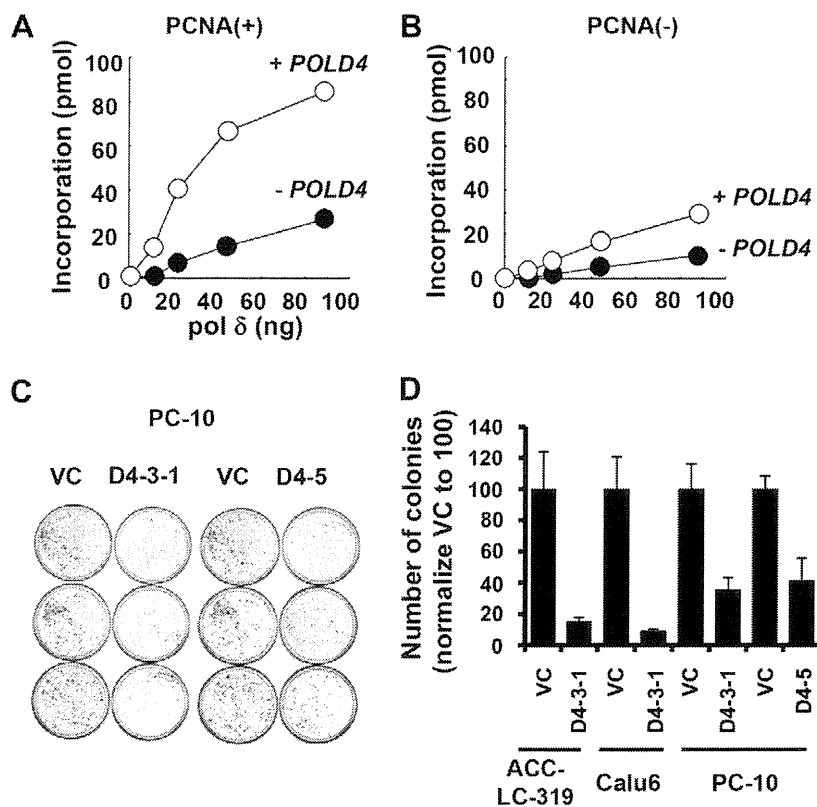 A
PCNA(+)
Incorporation (pmol)
100
80
60
40
20
0
+ POLD4
- POLD4
0 20 40 60 80 100
pol δ (ng)
B
PCNA(-)
Incorporation (pmol)
100
80
60
40
20
0
+ POLD4
- POLD4
0 20 40 60 80 100
C
PC-10
VC D4-3-1 VC D4-5
D
Number of colonies
(normalize VC to 100)
140
120
100
80
60
40
20
0
VC
D4-3-1
VC
D4-3-1
VC
D4-3-1
VC
D4-5
ACC-
LC-319
Calu6
PC-10